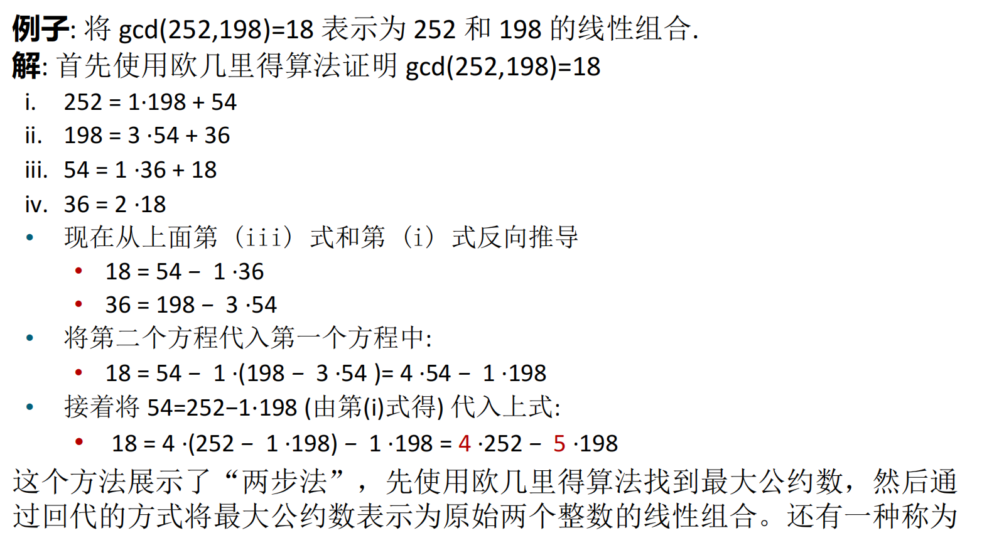 例子: 将 gcd(252,198)=18 表示为 252 和 198 的线性组合.
解: 首先使用欧几里得算法证明 gcd(252,198)=18
i. 252 = 1·198 + 54
ii. 198 = 3 ·54 + 36
iii. 54 = 1 ·36 + 18
iv. 36 = 2 ·18
• 现在从上面第（iii）式和第（i）式反向推导
• 18 = 54 − 1 ·36
• 36 = 198 − 3 ·54
• 将第二个方程代入第一个方程中:
• 18 = 54 − 1 ·(198 − 3 ·54 )= 4 ·54 − 1 ·198
• 接着将 54=252−1·198 (由第(i)式得) 代入上式:
• 18 = 4 ·(252 − 1 ·198) − 1 ·198 = 4 ·252 − 5 ·198
这个方法展示了“两步法”，先使用欧几里得算法找到最大公约数，然后通
过回代的方式将最大公约数表示为原始两个整数的线性组合。还有一种称为